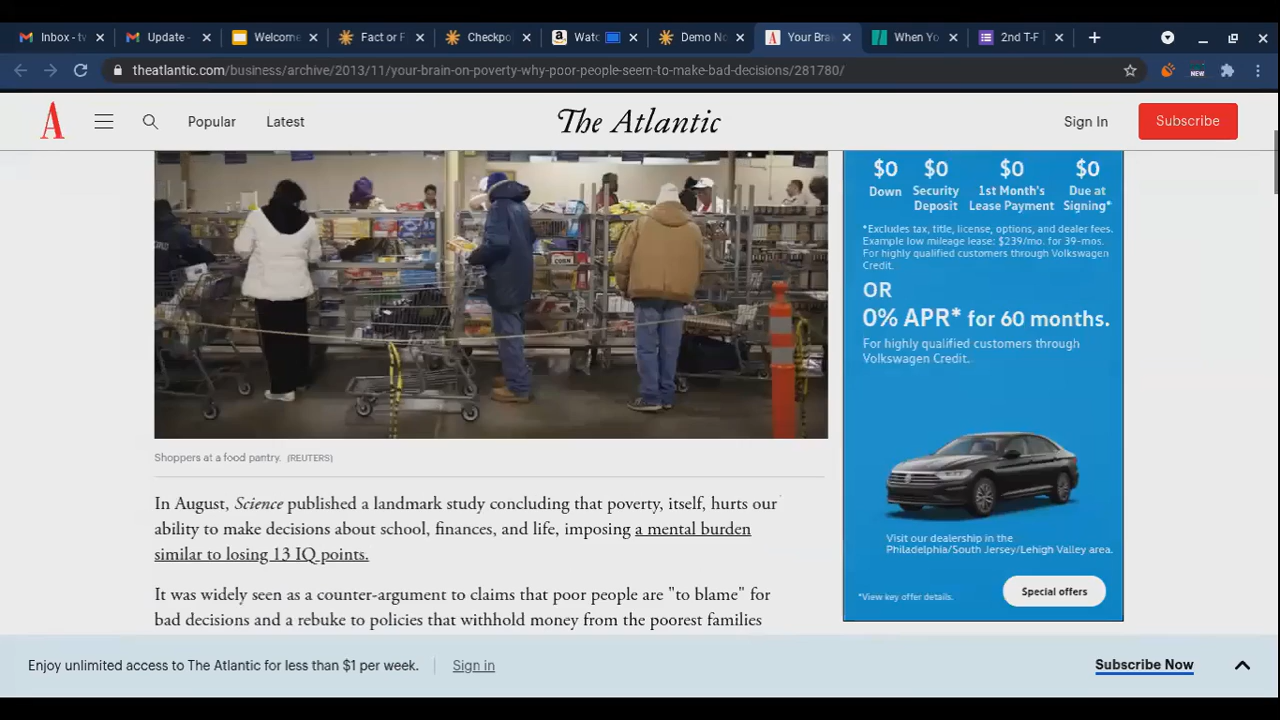 Inbox - tv
Update -
Welcome
Fact or F
Checkpo
Watc
Demo No
Your Bra
When Yo
2nd T-F
theatlantic.com/business/archive/2013/11/your-brain-on-poverty-why-poor-people-seem-to-make-bad-decisions/281780/
NEW
A
Popular
Latest
The Atlantic
Sign In
Subscribe
CORN
Shoppers at a food pantry. (REUTERS)
In August, Science published a landmark study concluding that poverty, itself, hurts our
ability to make decisions about school, finances, and life, imposing a mental burden
similar to losing 13 IQ points.
It was widely seen as a counter-argument to claims that poor people are "to blame" for
bad decisions and a rebuke to policies that withhold money from the poorest families
$0 $0 $0 $0
Down Security 1st Month's Due at
Deposit Lease Payment Signing*
*Excludes tax, title, license, options, and dealer fees.
Example low mileage lease: $239/mo. for 39-mos.
For highly qualified customers through Volkswagen
Credit.
OR
0% APR* for 60 months.
For highly qualified customers through
Volkswagen Credit.
Visit our dealership in the
Philadelphia/South Jersey/Lehigh Valley area.
*View key offer details.
Special offers
Enjoy unlimited access to The Atlantic for less than $1 per week.
Sign in
Subscribe Now